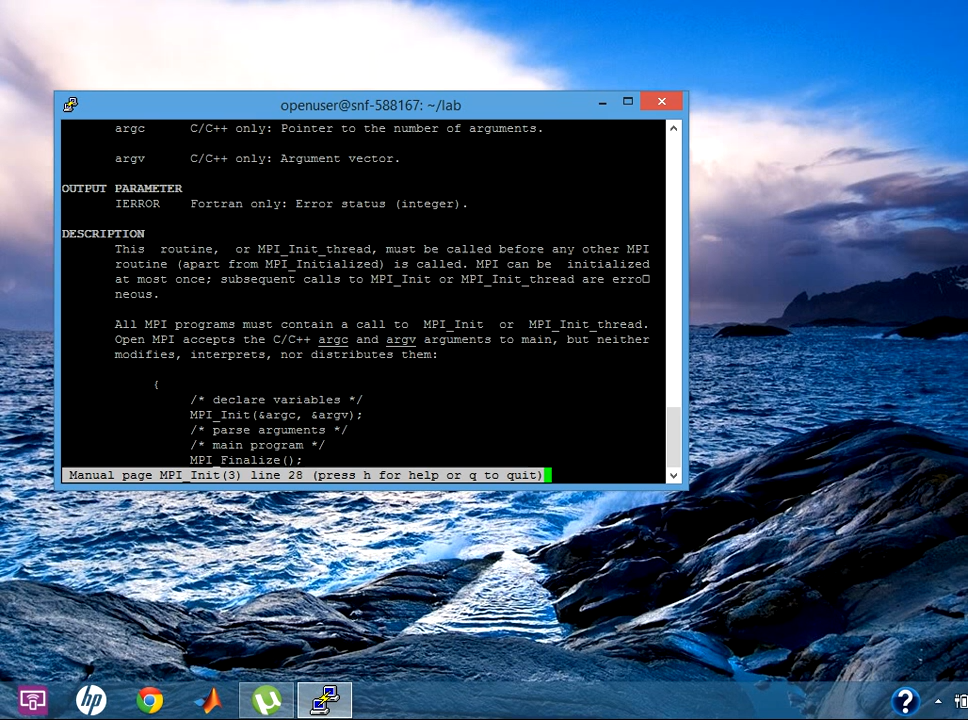 openuser@snf-588167: ~/lab
argc C/C++ only: Pointer to the number of arguments.
argv C/C++ only: Argument vector.
OUTPUT PARAMETER
IERROR Fortran only: Error status (integer).
DESCRIPTION
This routine, or MPI_Init_thread, must be called before any other MPI
routine (apart from MPI_Initialized) is called. MPI can be initialized
at most once; subsequent calls to MPI_Init or MPI_Init_thread are erro□
neous.
All MPI programs must contain a call to MPI_Init or MPI_Init_thread.
Open MPI accepts the C/C++ argc and argv arguments to main, but neither
modifies, interprets, nor distributes them:
{
/* declare variables */
MPI_Init(&argc, &argv);
/* parse arguments */
/* main program */
MPI_Finalize();
Manual page MPI_Init(3) line 28 (press h for help or q to quit)
hp
µ
?